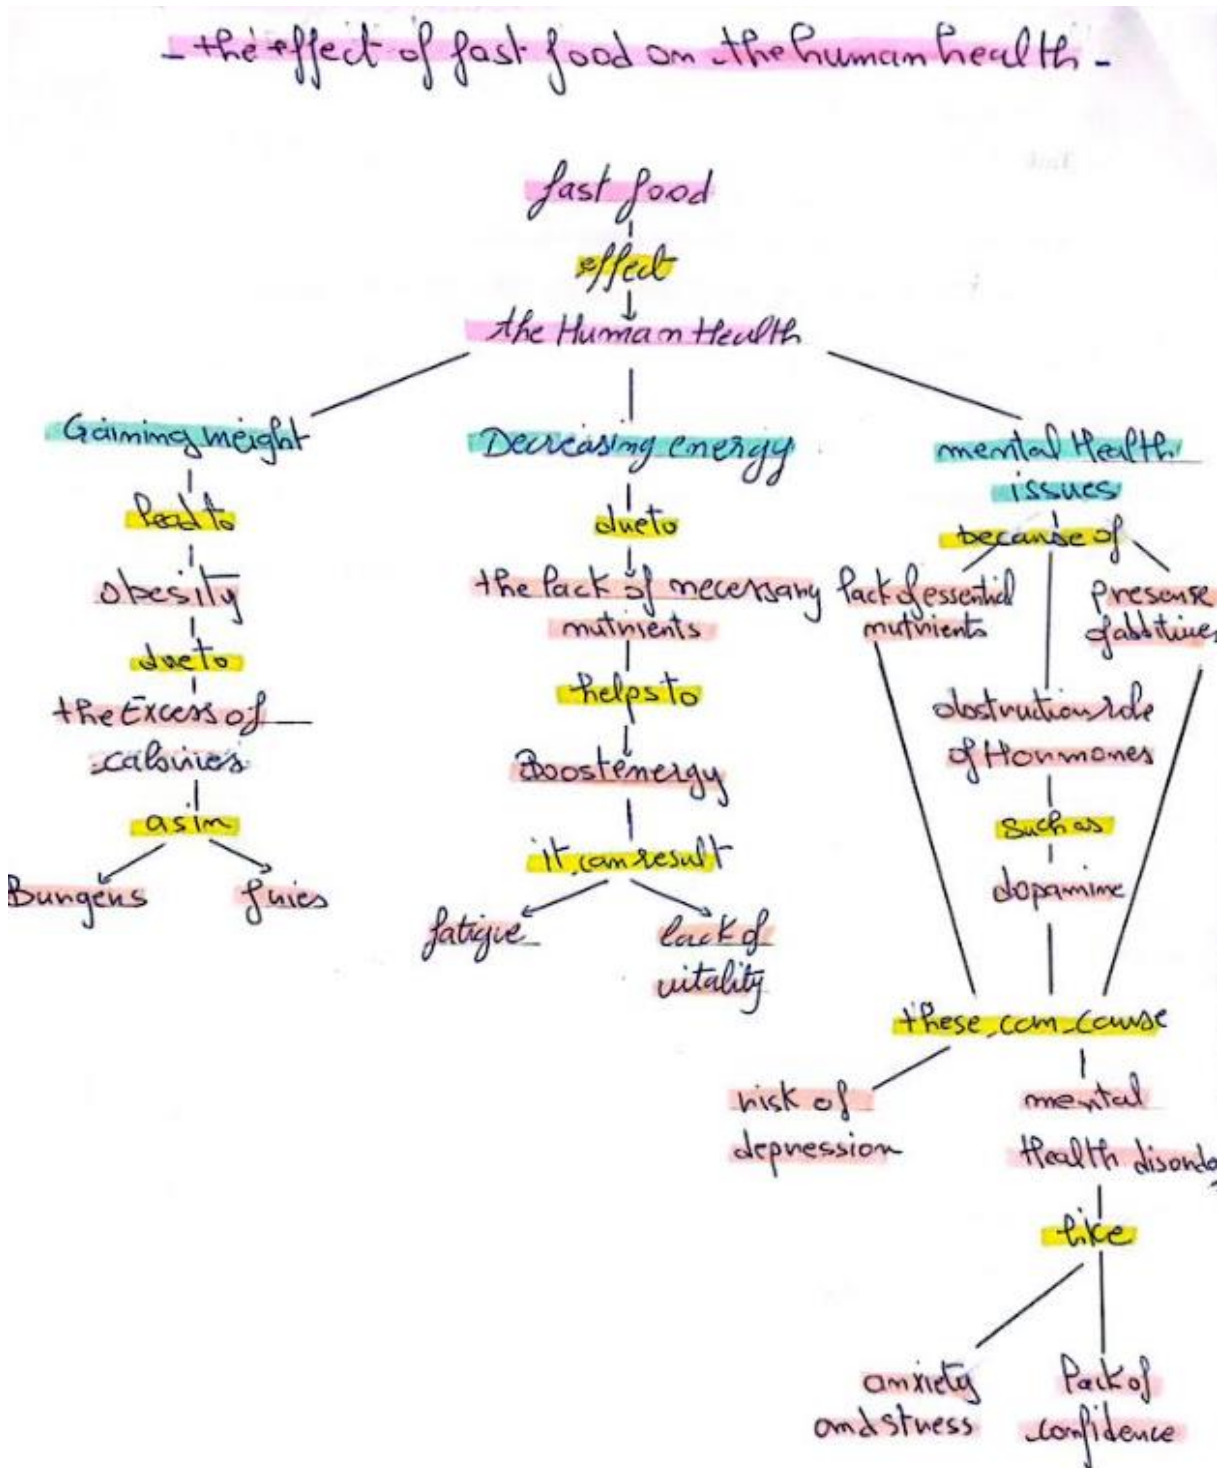 - the effect of fast food on the human health -
fast food
effect
the Human Health
Gaining weight
lead to
obesity
due to
the Excess of
calories
as in
Burgers
fries
Decreasing energy
due to
the lack of necessary
nutrients
helps to
Boost energy
it can result
fatigue
lack of
vitality
mental Health
issues
because of
lack of essential
nutrients
obstruction role
of Hormones
such as
dopamine
presense
of additives
these can cause
risk of
depression
mental
Health disorde
like
anxiety
and stress
lack of
confidence